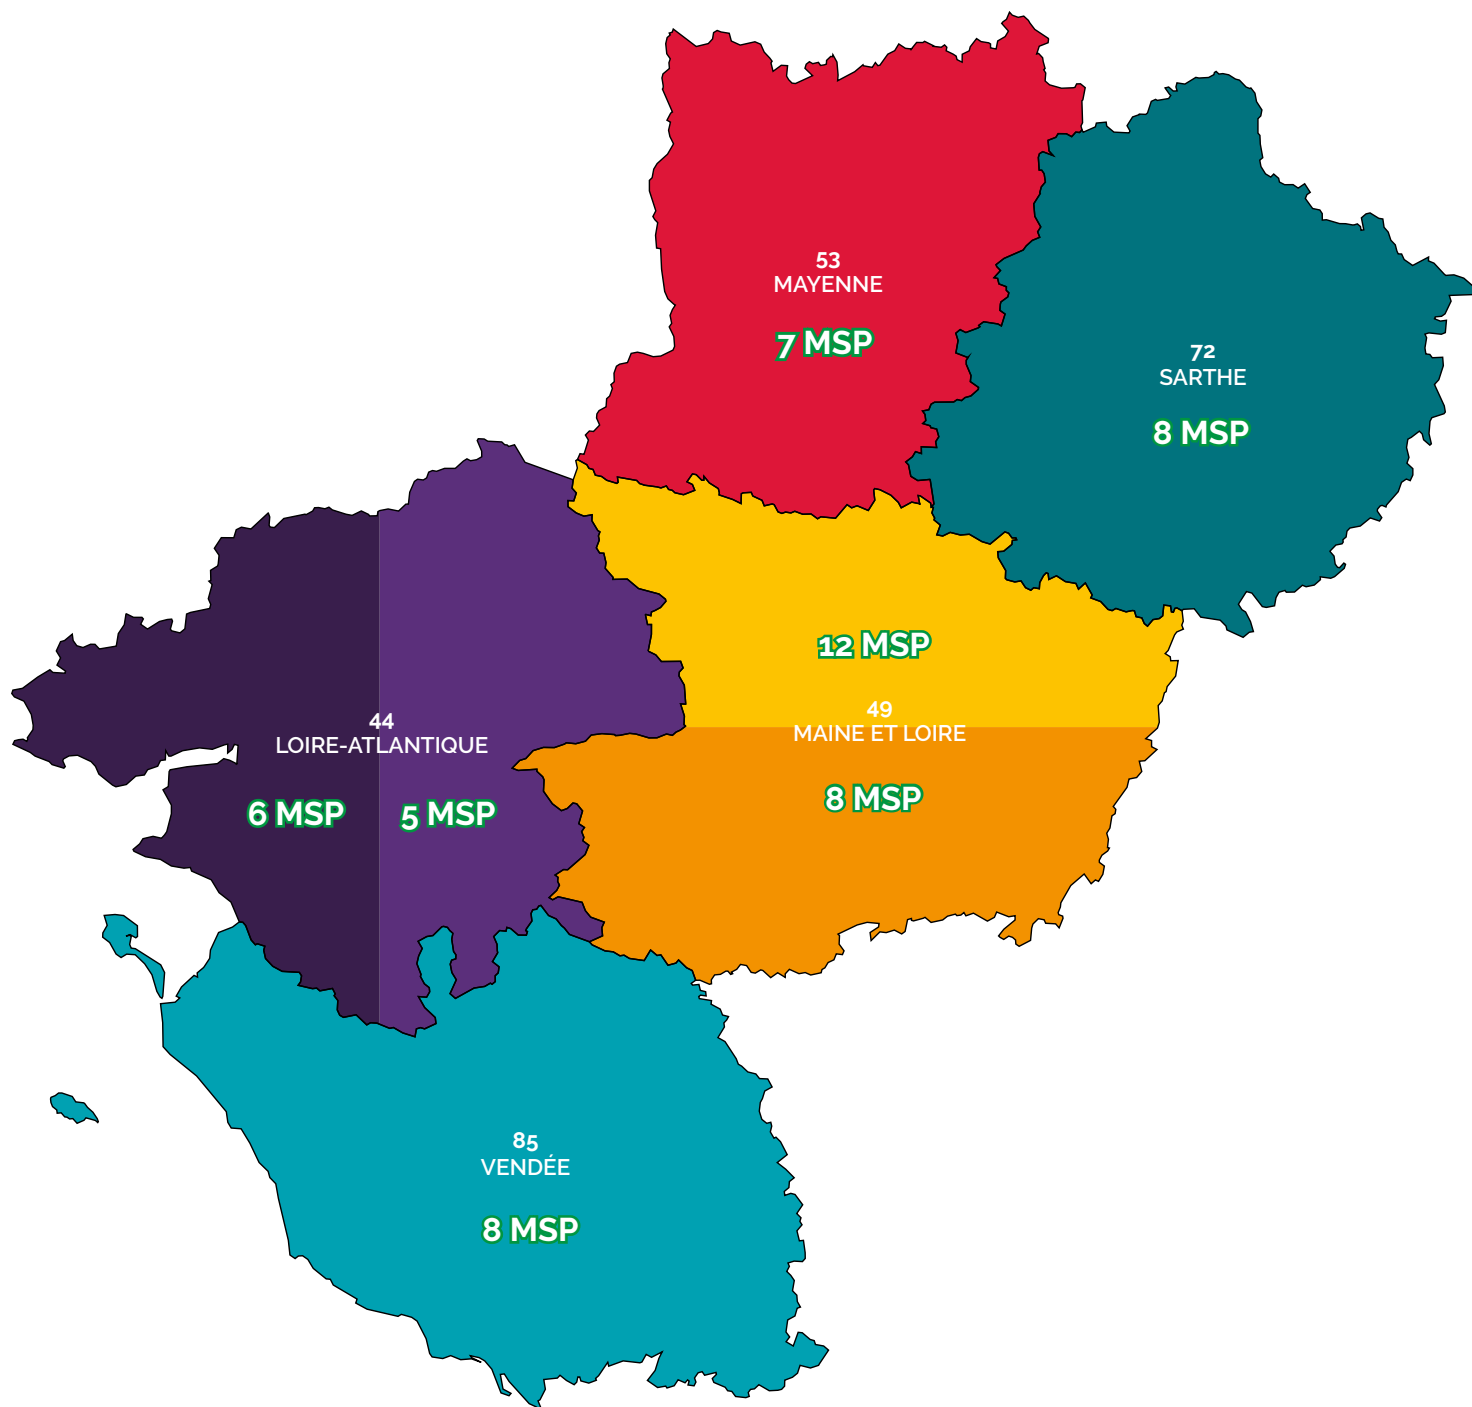 53
MAYENNE
7 MSP
72
SARTHE
8 MSP
12 MSP
49
MAINE ET LOIRE
8 MSP
44
LOIRE-ATLANTIQUE
6 MSP
5 MSP
85
VENDÉE
8 MSP